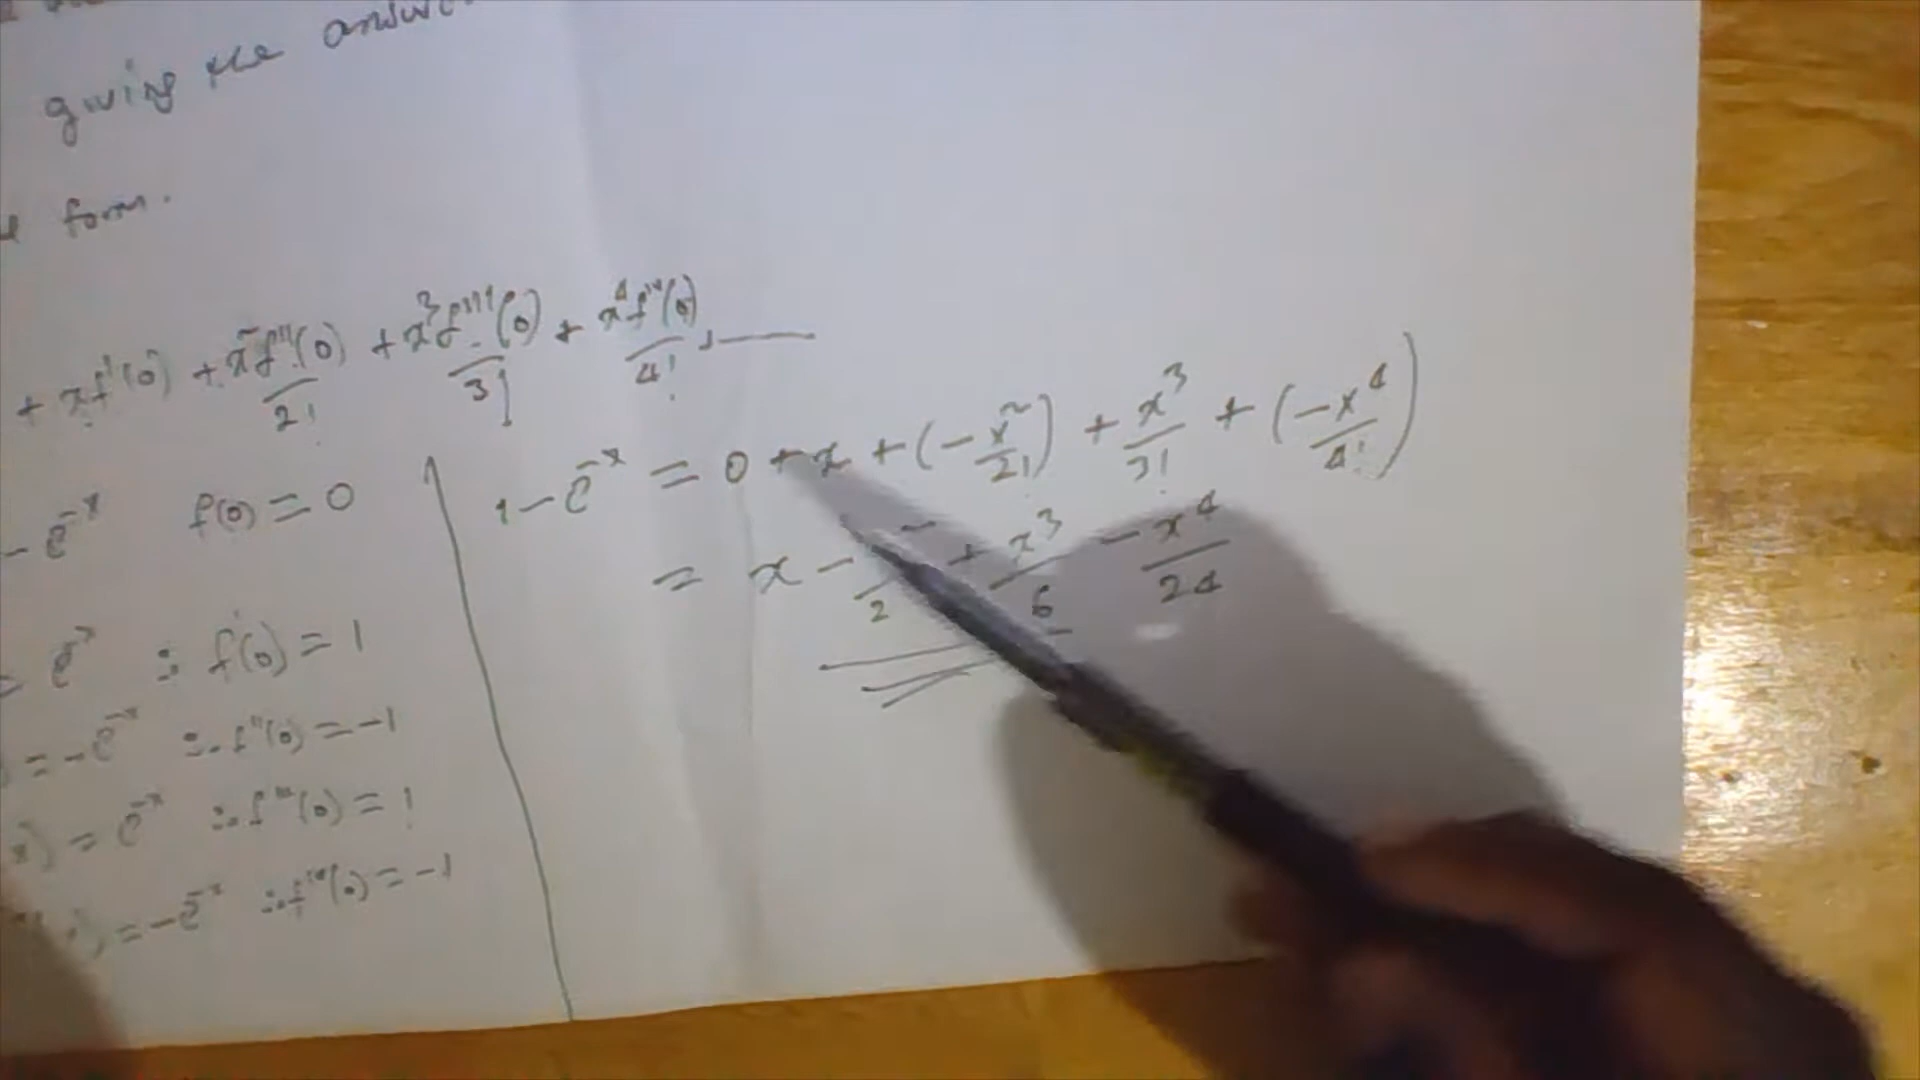 giving the
form.
+ xf'(0) + x²f''(0)/2! + x³f'''(0)/3! + x⁴f''''(0)/4! +———
- e^-x f(0) = 0
= e^-x ∴ f'(0) = 1
= -e^-x ∴ f''(0) = -1
x) = e^-x ∴ f'''(0) = 1
) = -e^-x ∴ f''''(0) = -1
1 - e^-x = 0 + x + (-x²/2!) + x³/3! + (-x⁴/4!)
= x - x²/2 + x³/6 - x⁴/24